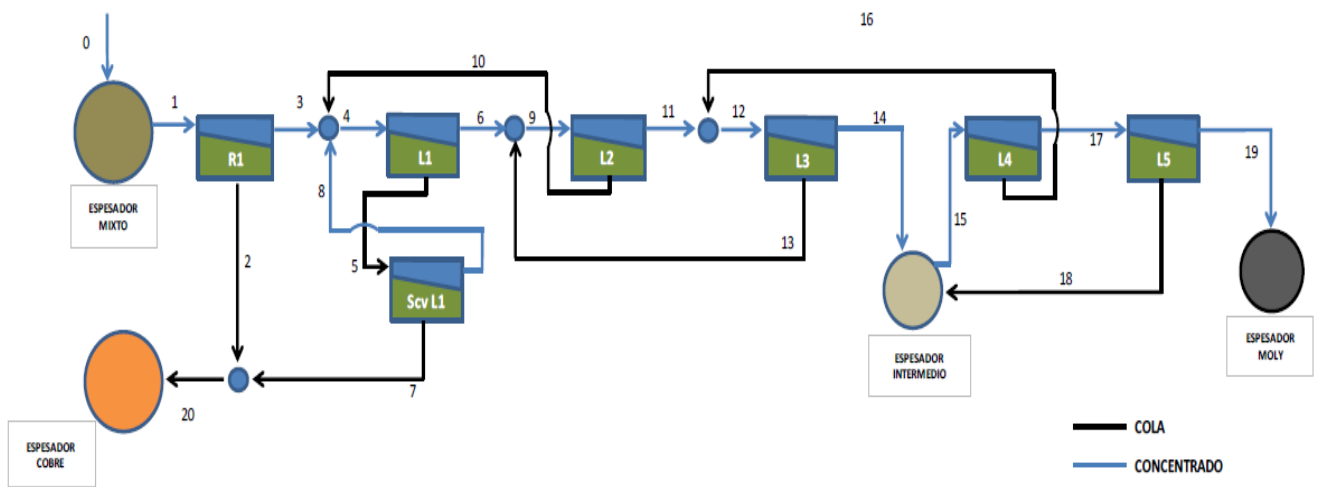 16
0
10
1
3
4
6
9
11
12
14
17
19
R1
L1
L2
L3
L4
L5
ESPESADOR
MIXTO
8
2
5
13
15
18
Scv L1
7
20
ESPESADOR
INTERMEDIO
ESPESADOR
MOLY
ESPESADOR
COBRE
COLA
CONCENTRADO